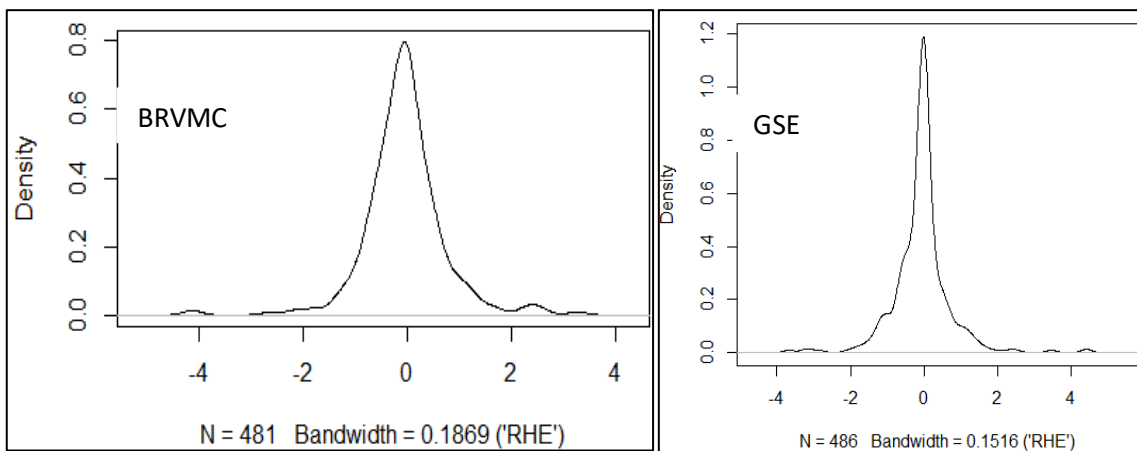 Density
0.0 0.2 0.4 0.6 0.8
BRVMC
-4 -2 0 2 4
N = 481 Bandwidth = 0.1869 ('RHE')
Density
0.0 0.2 0.4 0.6 0.8 1.0 1.2
GSE
-4 -2 0 2 4
N = 486 Bandwidth = 0.1516 ('RHE')